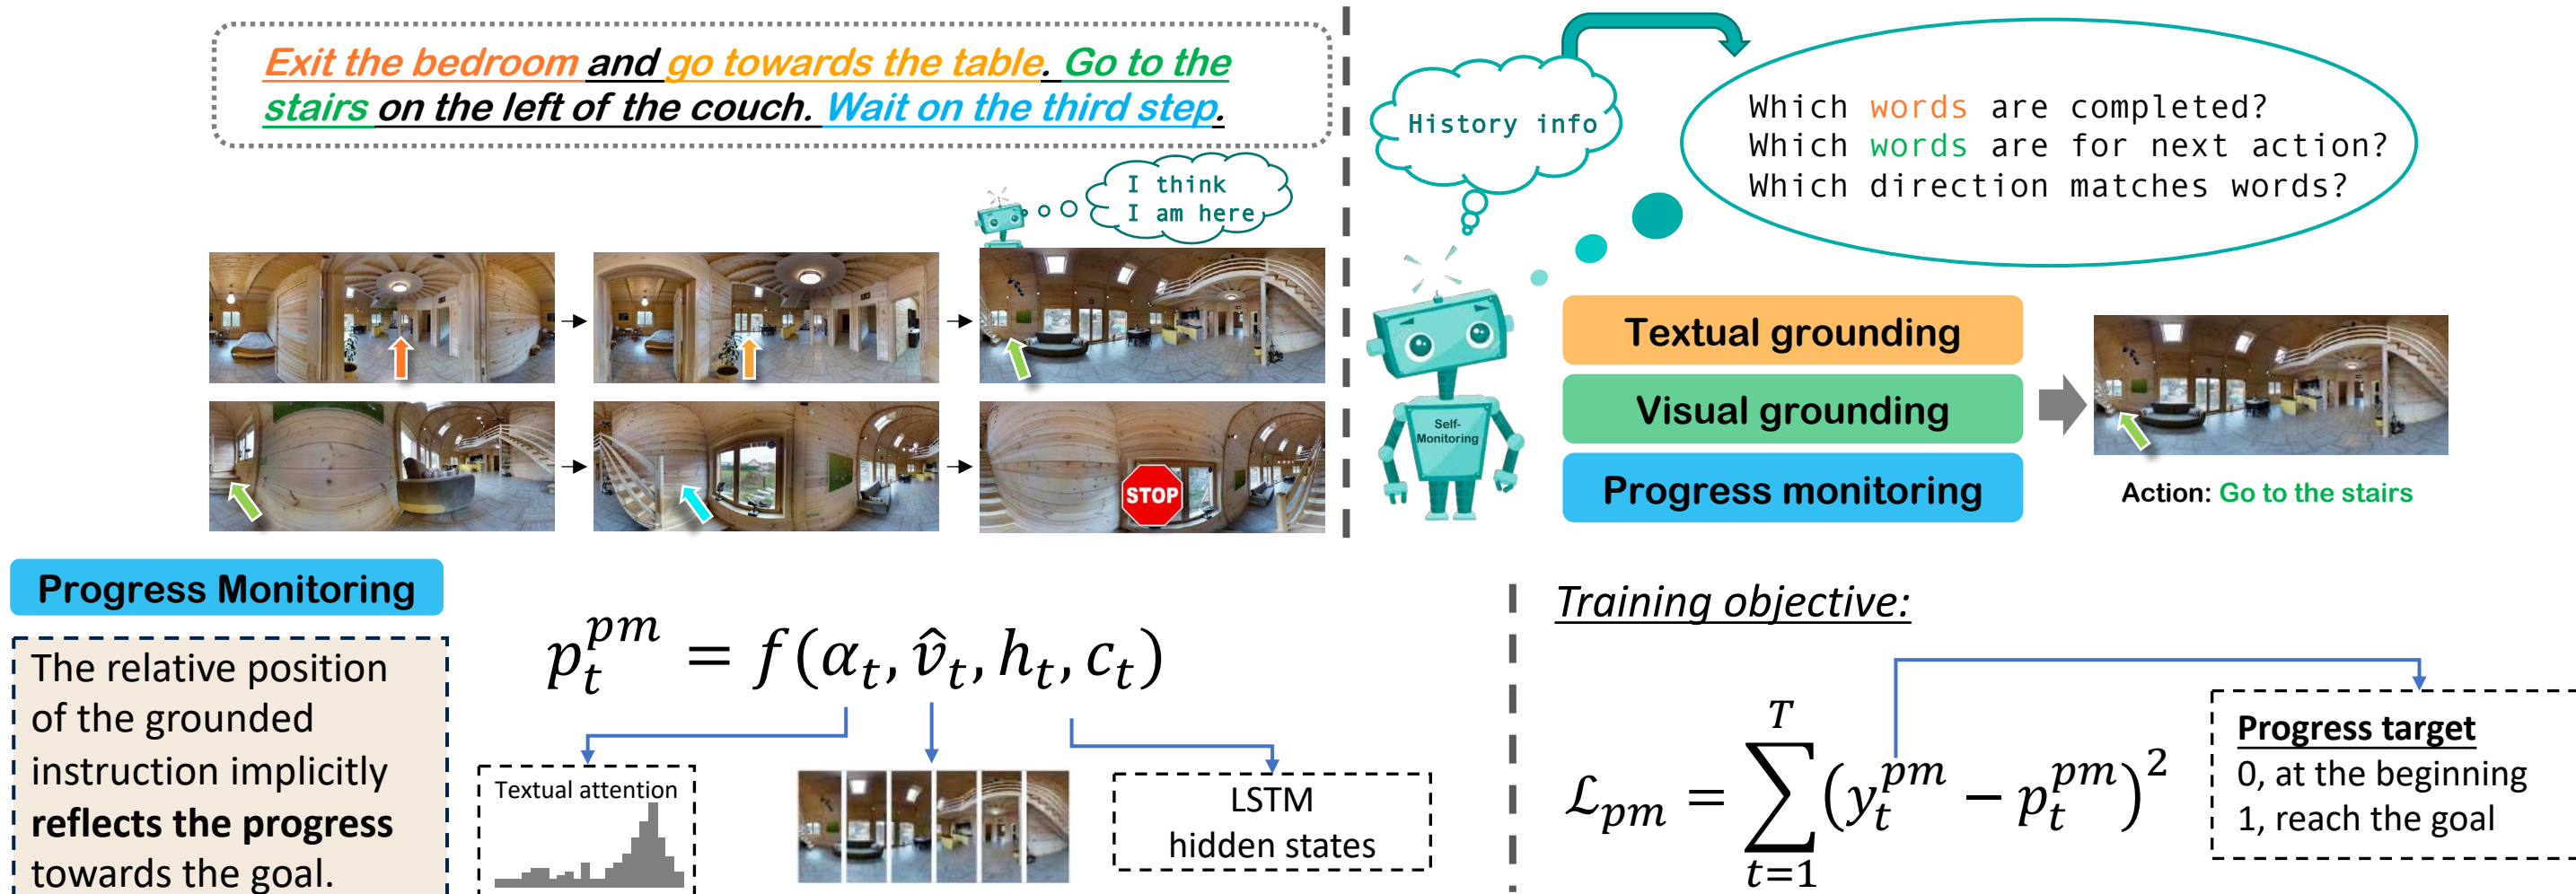 Exit the bedroom and go towards the table. Go to the
stairs on the left of the couch. Wait on the third step.
I think
I am here
STOP
History info
Which words are completed?
Which words are for next action?
Which direction matches words?
Self-
Monitoring
Textual grounding
Visual grounding
Progress monitoring
Action: Go to the stairs
Progress Monitoring
The relative position
of the grounded
instruction implicitly
reflects the progress
towards the goal.
p_t^{pm} = f(α_t, v̂_t, h_t, c_t)
Textual attention
LSTM
hidden states
Training objective:
ℒ_{pm} = ∑_{t=1}^{T} (y_t^{pm} − p_t^{pm})^2
Progress target
0, at the beginning
1, reach the goal